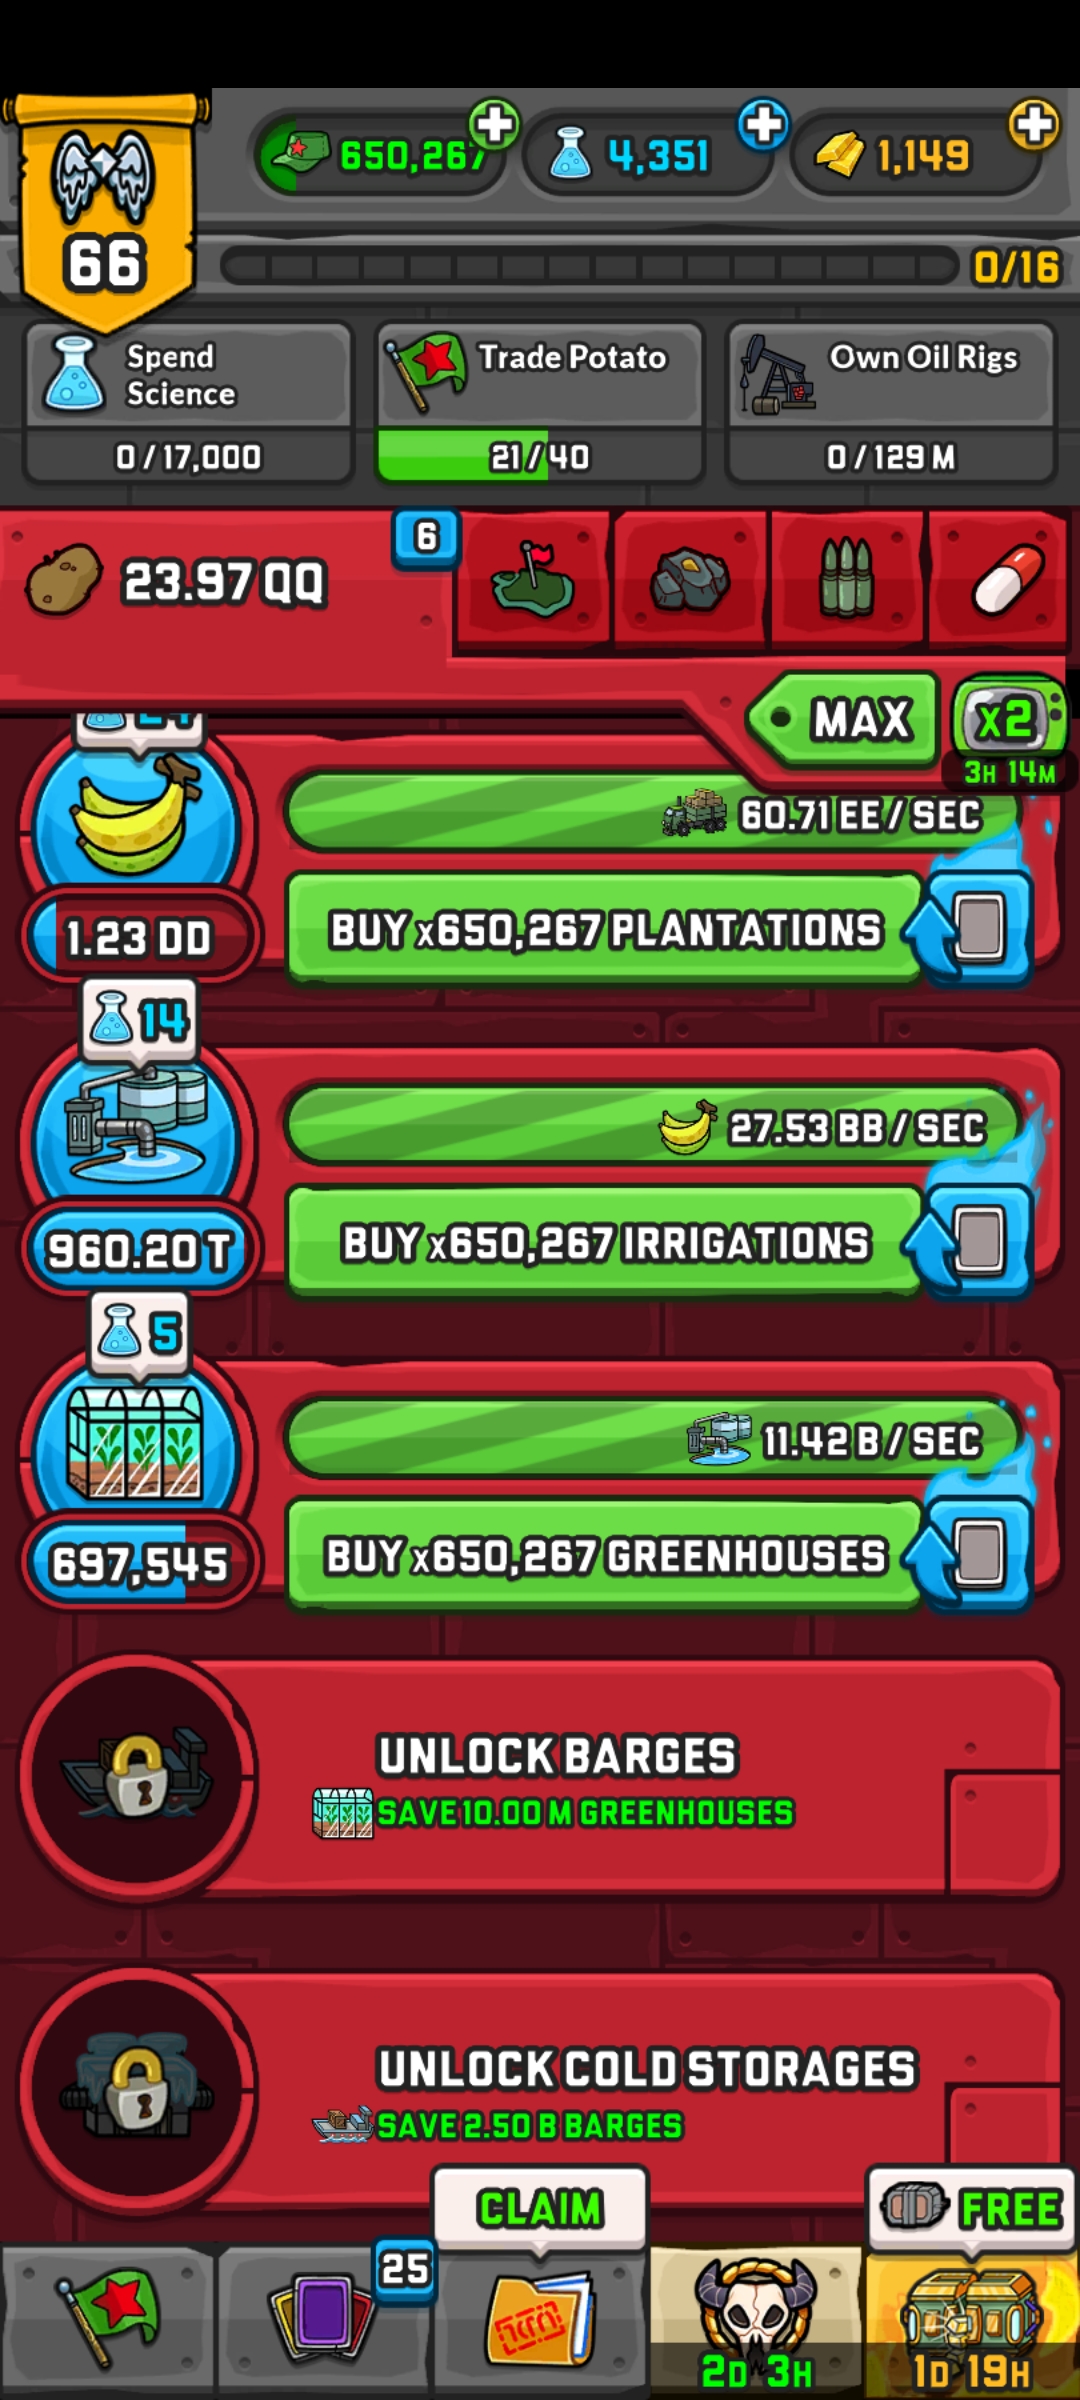 650,267
4,351
1,149
66
0/16
Spend
Science
0 / 17,000
Trade Potato
21 / 40
Own Oil Rigs
0 / 129 M
23.97 QQ
6
MAX
x2
3H 14M
60.71 EE / SEC
BUY x650,267 PLANTATIONS
1.23 DD
14
27.53 BB / SEC
BUY x650,267 IRRIGATIONS
960.20 T
5
11.42 B / SEC
BUY x650,267 GREENHOUSES
697,545
UNLOCK BARGES
SAVE 10.00 M GREENHOUSES
UNLOCK COLD STORAGES
SAVE 2.50 B BARGES
CLAIM
FREE
25
2D 3H
1D 19H